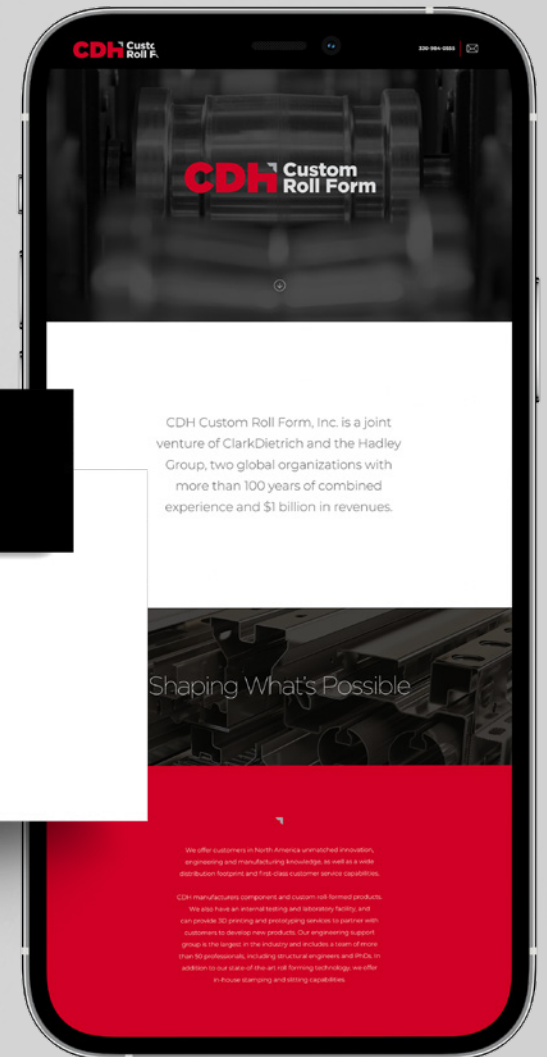 CDH Custo
Roll F
330-984-0555
CDH Custom
Roll Form
CDH Custom Roll Form, Inc. is a joint
venture of ClarkDietrich and the Hadley
Group, two global organizations with
more than 100 years of combined
experience and $1 billion in revenues.
Shaping What's Possible
We offer customers in North America unmatched innovation,
engineering and manufacturing knowledge, as well as a wide
distribution footprint and first-class customer service capabilities.
CDH manufacturers component and custom roll-formed products.
We also have an internal testing and laboratory facility, and
can provide 3D printing and prototyping services to partner with
customers to develop new products. Our engineering support
group is the largest in the industry and includes a team of more
than 50 professionals, including structural engineers and PhDs. In
addition to our state-of-the-art roll forming technology, we offer
in-house stamping and slitting capabilities.